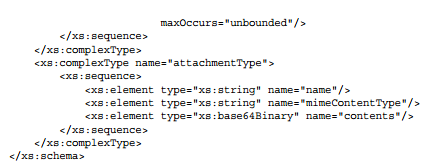 maxOccurs="unbounded"/>
</xs:sequence>
</xs:complexType>
<xs:complexType name="attachmentType">
<xs:sequence>
<xs:element type="xs:string" name="name"/>
<xs:element type="xs:string" name="mimeContentType"/>
<xs:element type="xs:base64Binary" name="contents"/>
</xs:sequence>
</xs:complexType>
</xs:schema>